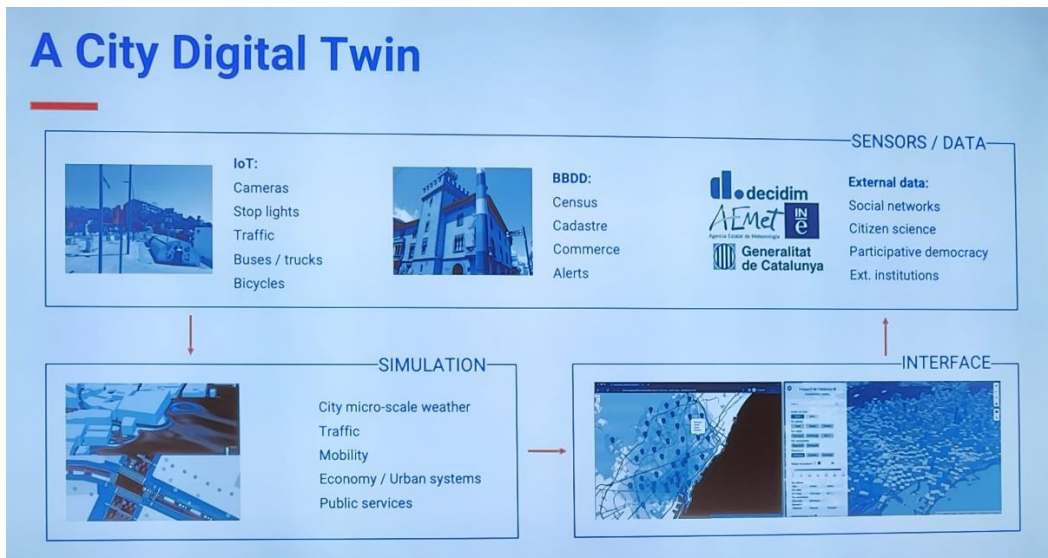 A City Digital Twin
SENSORS / DATA
IoT:
Cameras
Stop lights
Traffic
Buses / trucks
Bicycles
BBDD:
Census
Cadastre
Commerce
Alerts
decidim
AEMet
Agencia Estatal de Meteorología
INe
Generalitat
de Catalunya
External data:
Social networks
Citizen science
Participative democracy
Ext. institutions
SIMULATION
City micro-scale weather
Traffic
Mobility
Economy / Urban systems
Public services
INTERFACE